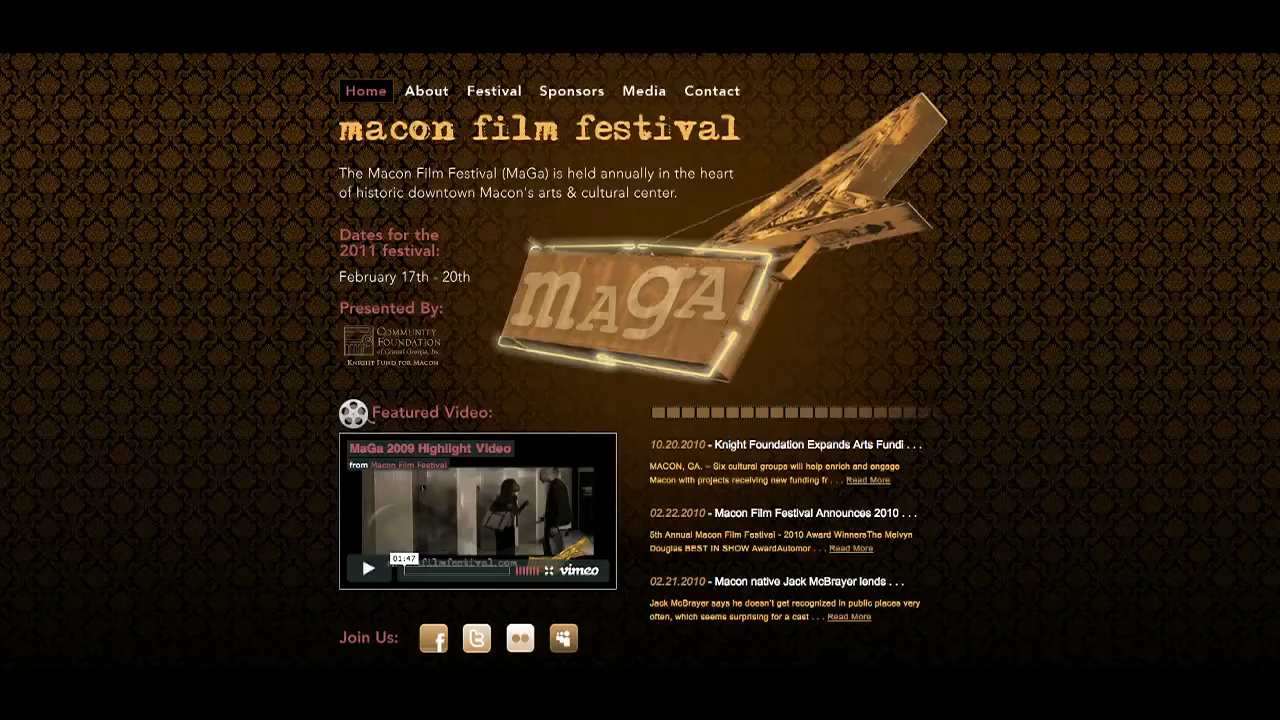 Home About Festival Sponsors Media Contact
macon film festival
The Macon Film Festival (MaGa) is held annually in the heart
of historic downtown Macon's arts & cultural center.
Dates for the
2011 festival:
February 17th - 20th
Presented By:
COMMUNITY
FOUNDATION
of Central Georgia, Inc.
KNIGHT FUND FOR MACON
maga
Featured Video:
MaGa 2009 Highlight Video
from Macon Film Festival
01:47
filmfestival.com
vimeo
10.20.2010 - Knight Foundation Expands Arts Fundi . . .
MACON, GA. – Six cultural groups will help enrich and engage
Macon with projects receiving new funding fr . . . Read More
02.22.2010 - Macon Film Festival Announces 2010 . . .
5th Annual Macon Film Festival - 2010 Award WinnersThe Melvyn
Douglas BEST IN SHOW AwardAutomor . . . Read More
02.21.2010 - Macon native Jack McBrayer lends . . .
Jack McBrayer says he doesn't get recognized in public places very
often, which seems surprising for a cast . . . Read More
Join Us: